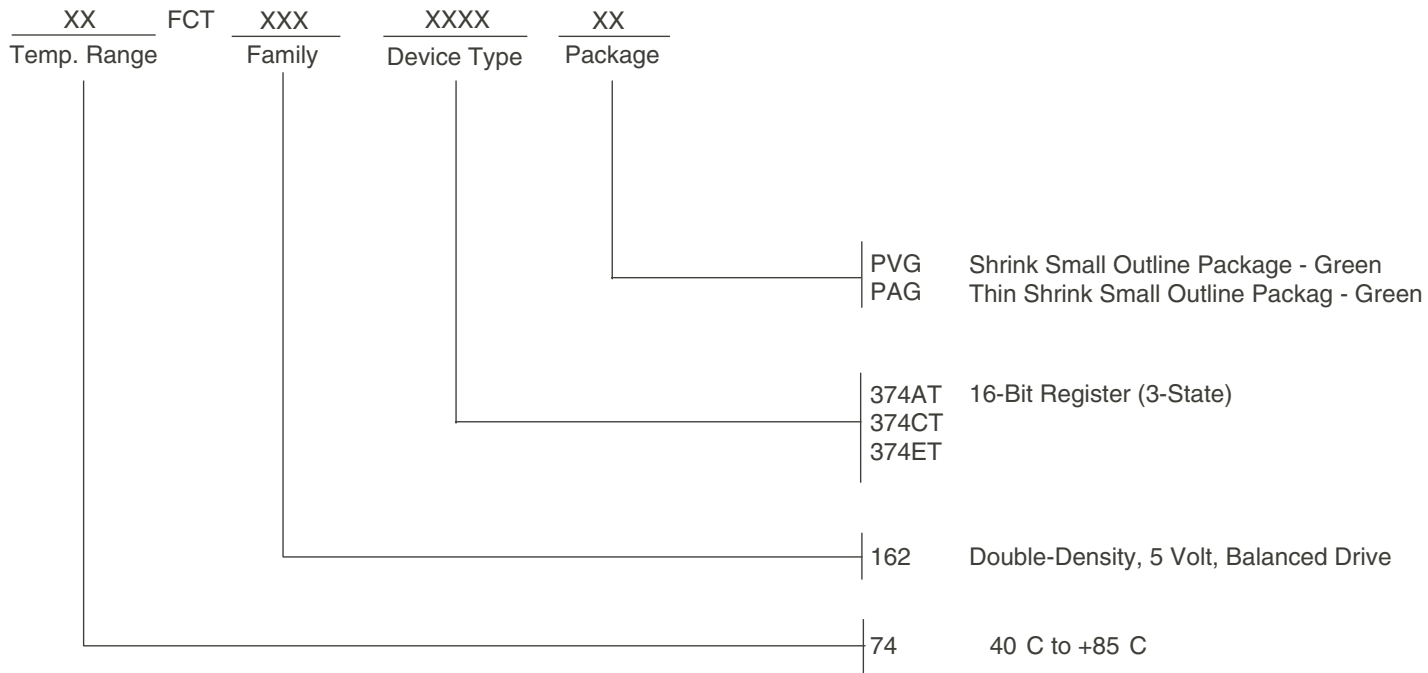 XX FCT XXX XXXX XX
Temp. Range Family Device Type Package
PVG Shrink Small Outline Package - Green
PAG Thin Shrink Small Outline Packag - Green
374AT 16-Bit Register (3-State)
374CT
374ET
162 Double-Density, 5 Volt, Balanced Drive
74 40 C to +85 C